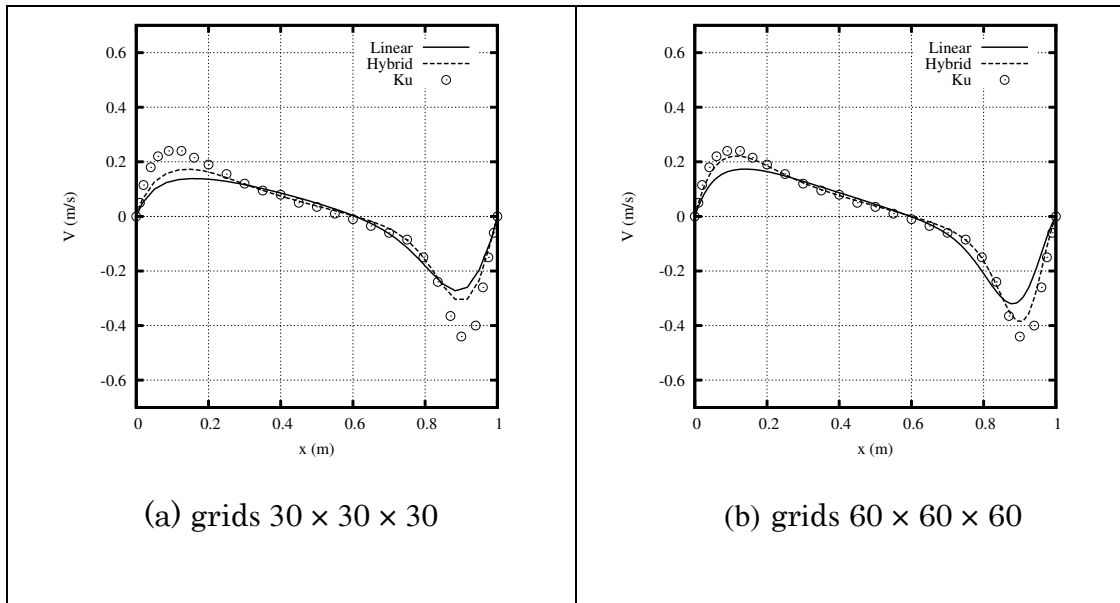 0.6
0.4
0.2
0
-0.2
-0.4
-0.6
V (m/s)
Linear
Hybrid
Ku
0 0.2 0.4 0.6 0.8 1
x (m)
(a) grids 30 × 30 × 30
0.6
0.4
0.2
0
-0.2
-0.4
-0.6
V (m/s)
Linear
Hybrid
Ku
0 0.2 0.4 0.6 0.8 1
x (m)
(b) grids 60 × 60 × 60